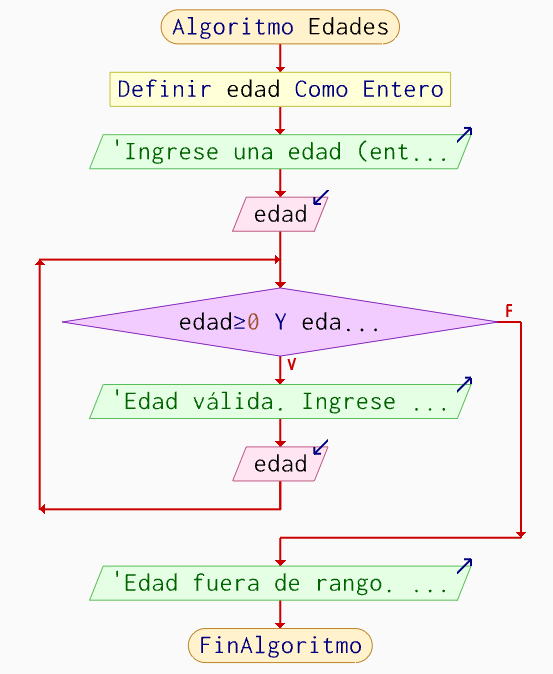 Algoritmo Edades
Definir edad Como Entero
'Ingrese una edad (ent...
edad
edad≥0 Y eda...
F
V
'Edad válida. Ingrese ...
edad
'Edad fuera de rango. ...
FinAlgoritmo